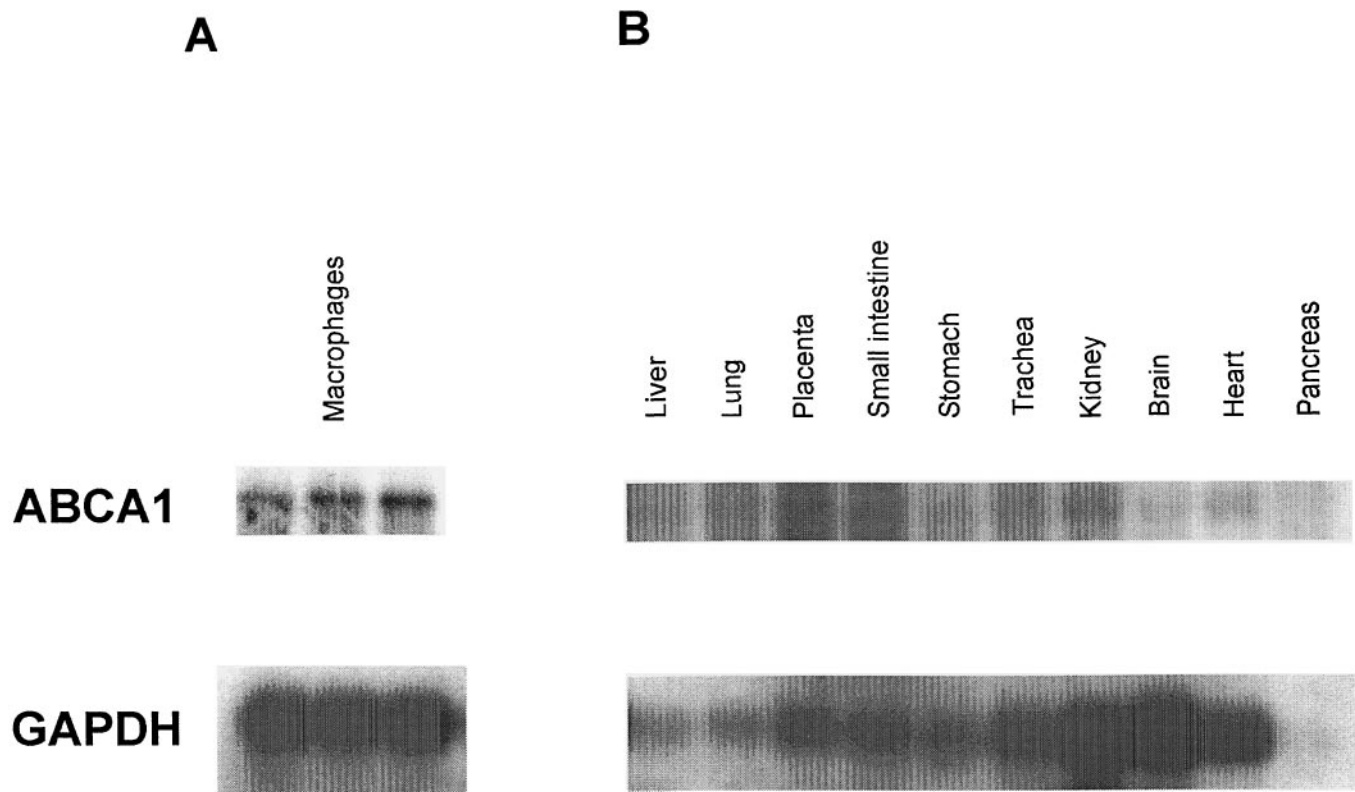 A
B
Macrophages
Liver
Lung
Placenta
Small intestine
Stomach
Trachea
Kidney
Brain
Heart
Pancreas
ABCA1
GAPDH